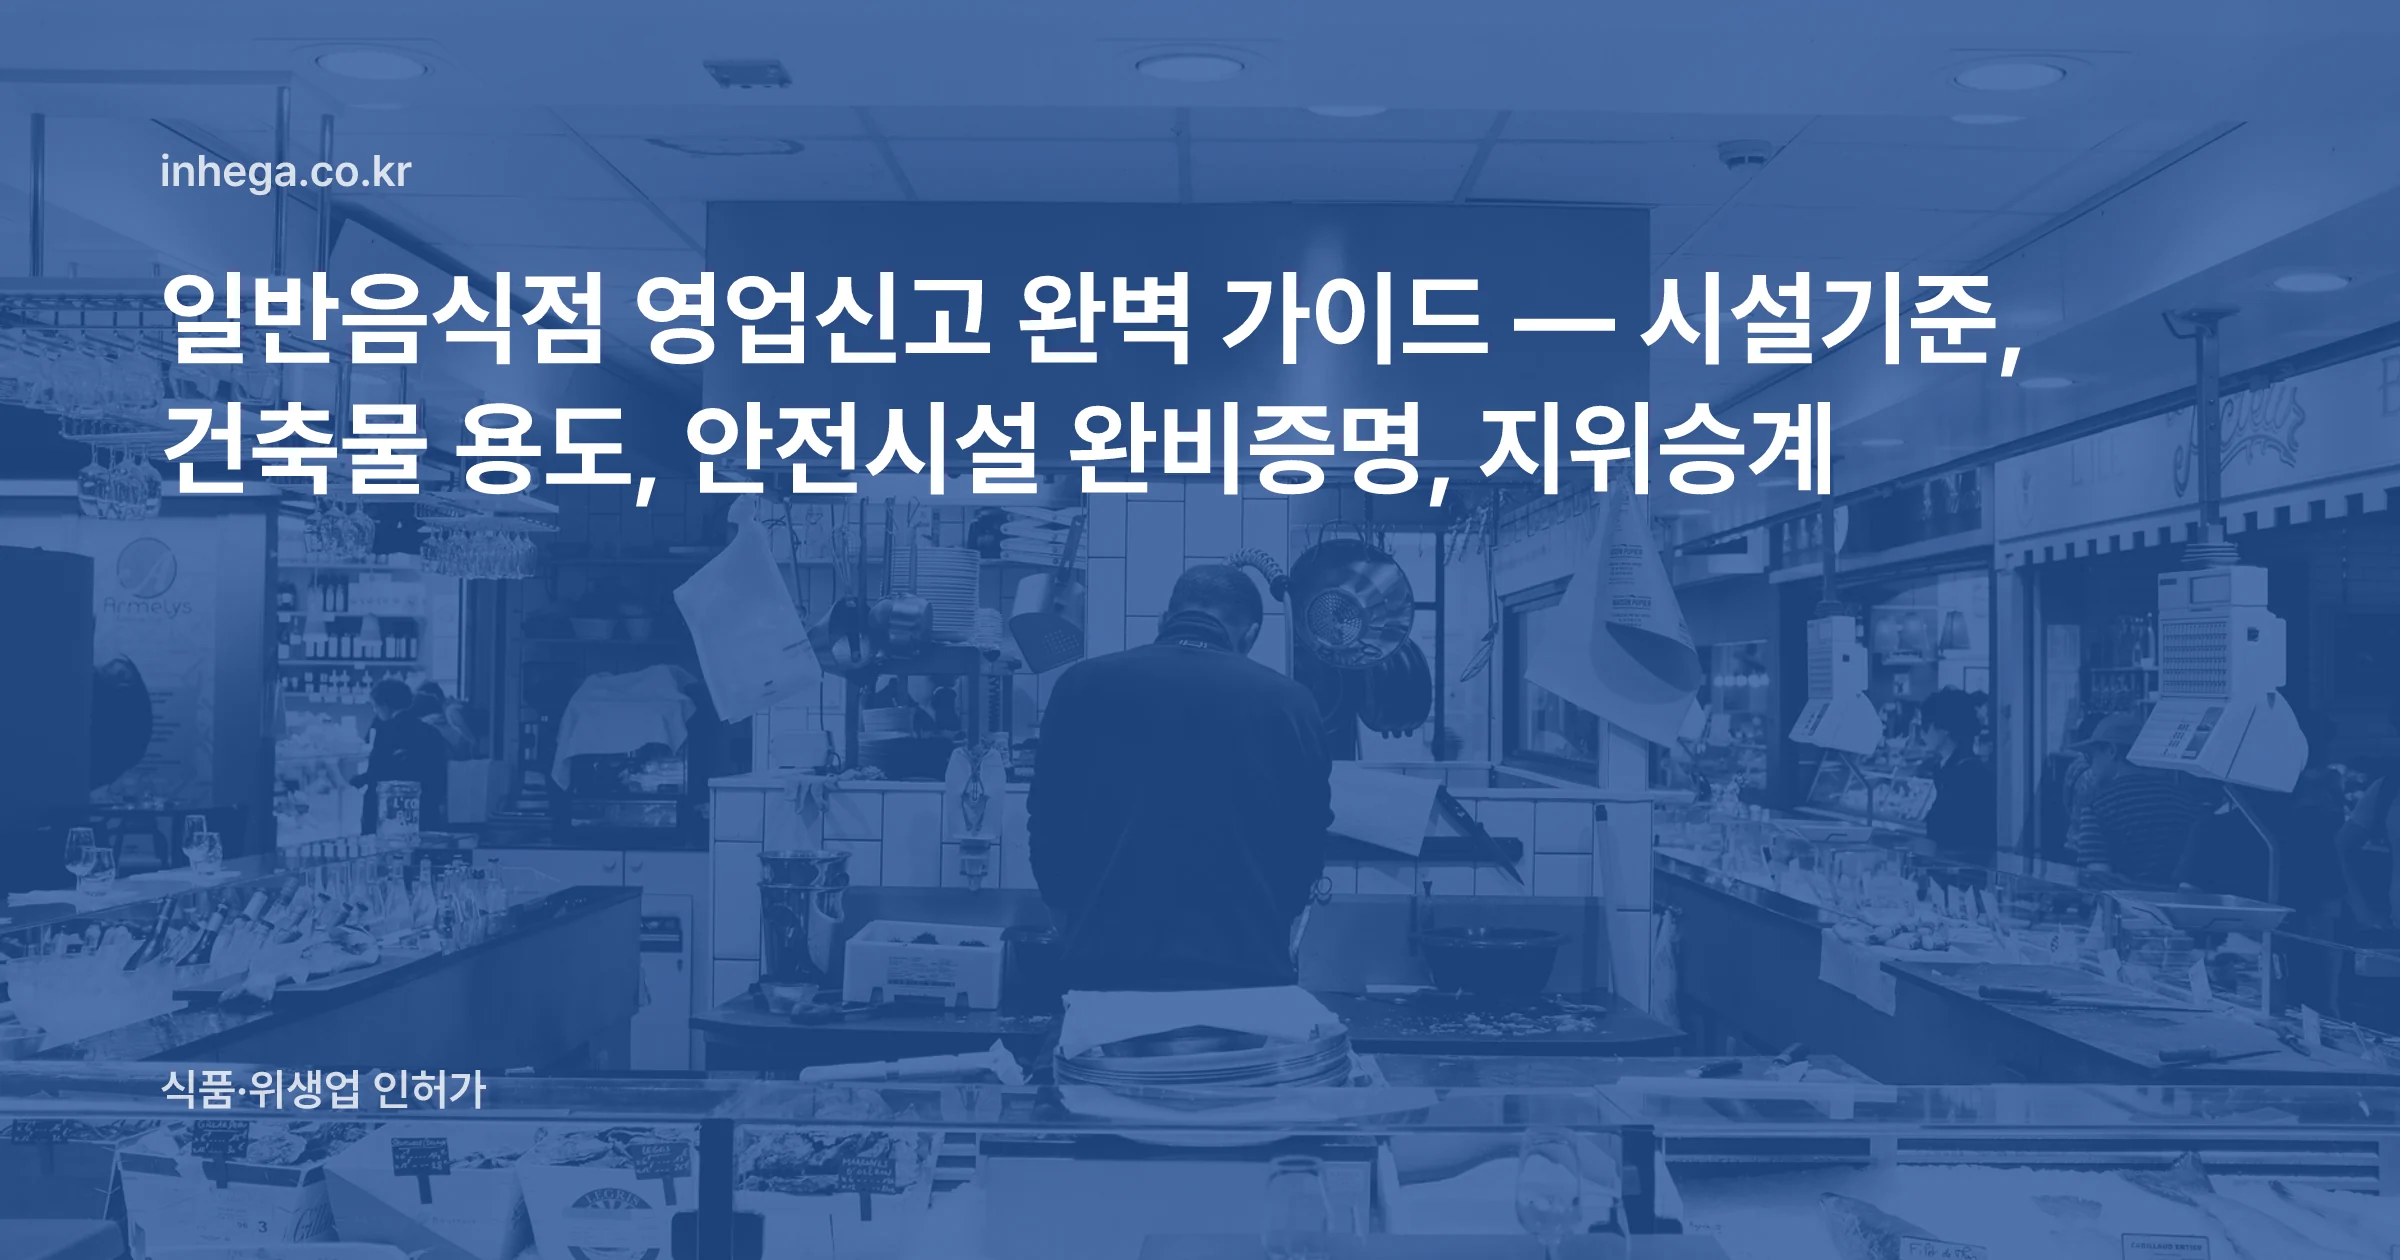 inhega.co.kr
일반음식점 영업신고 완벽 가이드 — 시설기준,
건축물 용도, 안전시설 완비증명, 지위승계
Armelys
식품·위생업 인허가